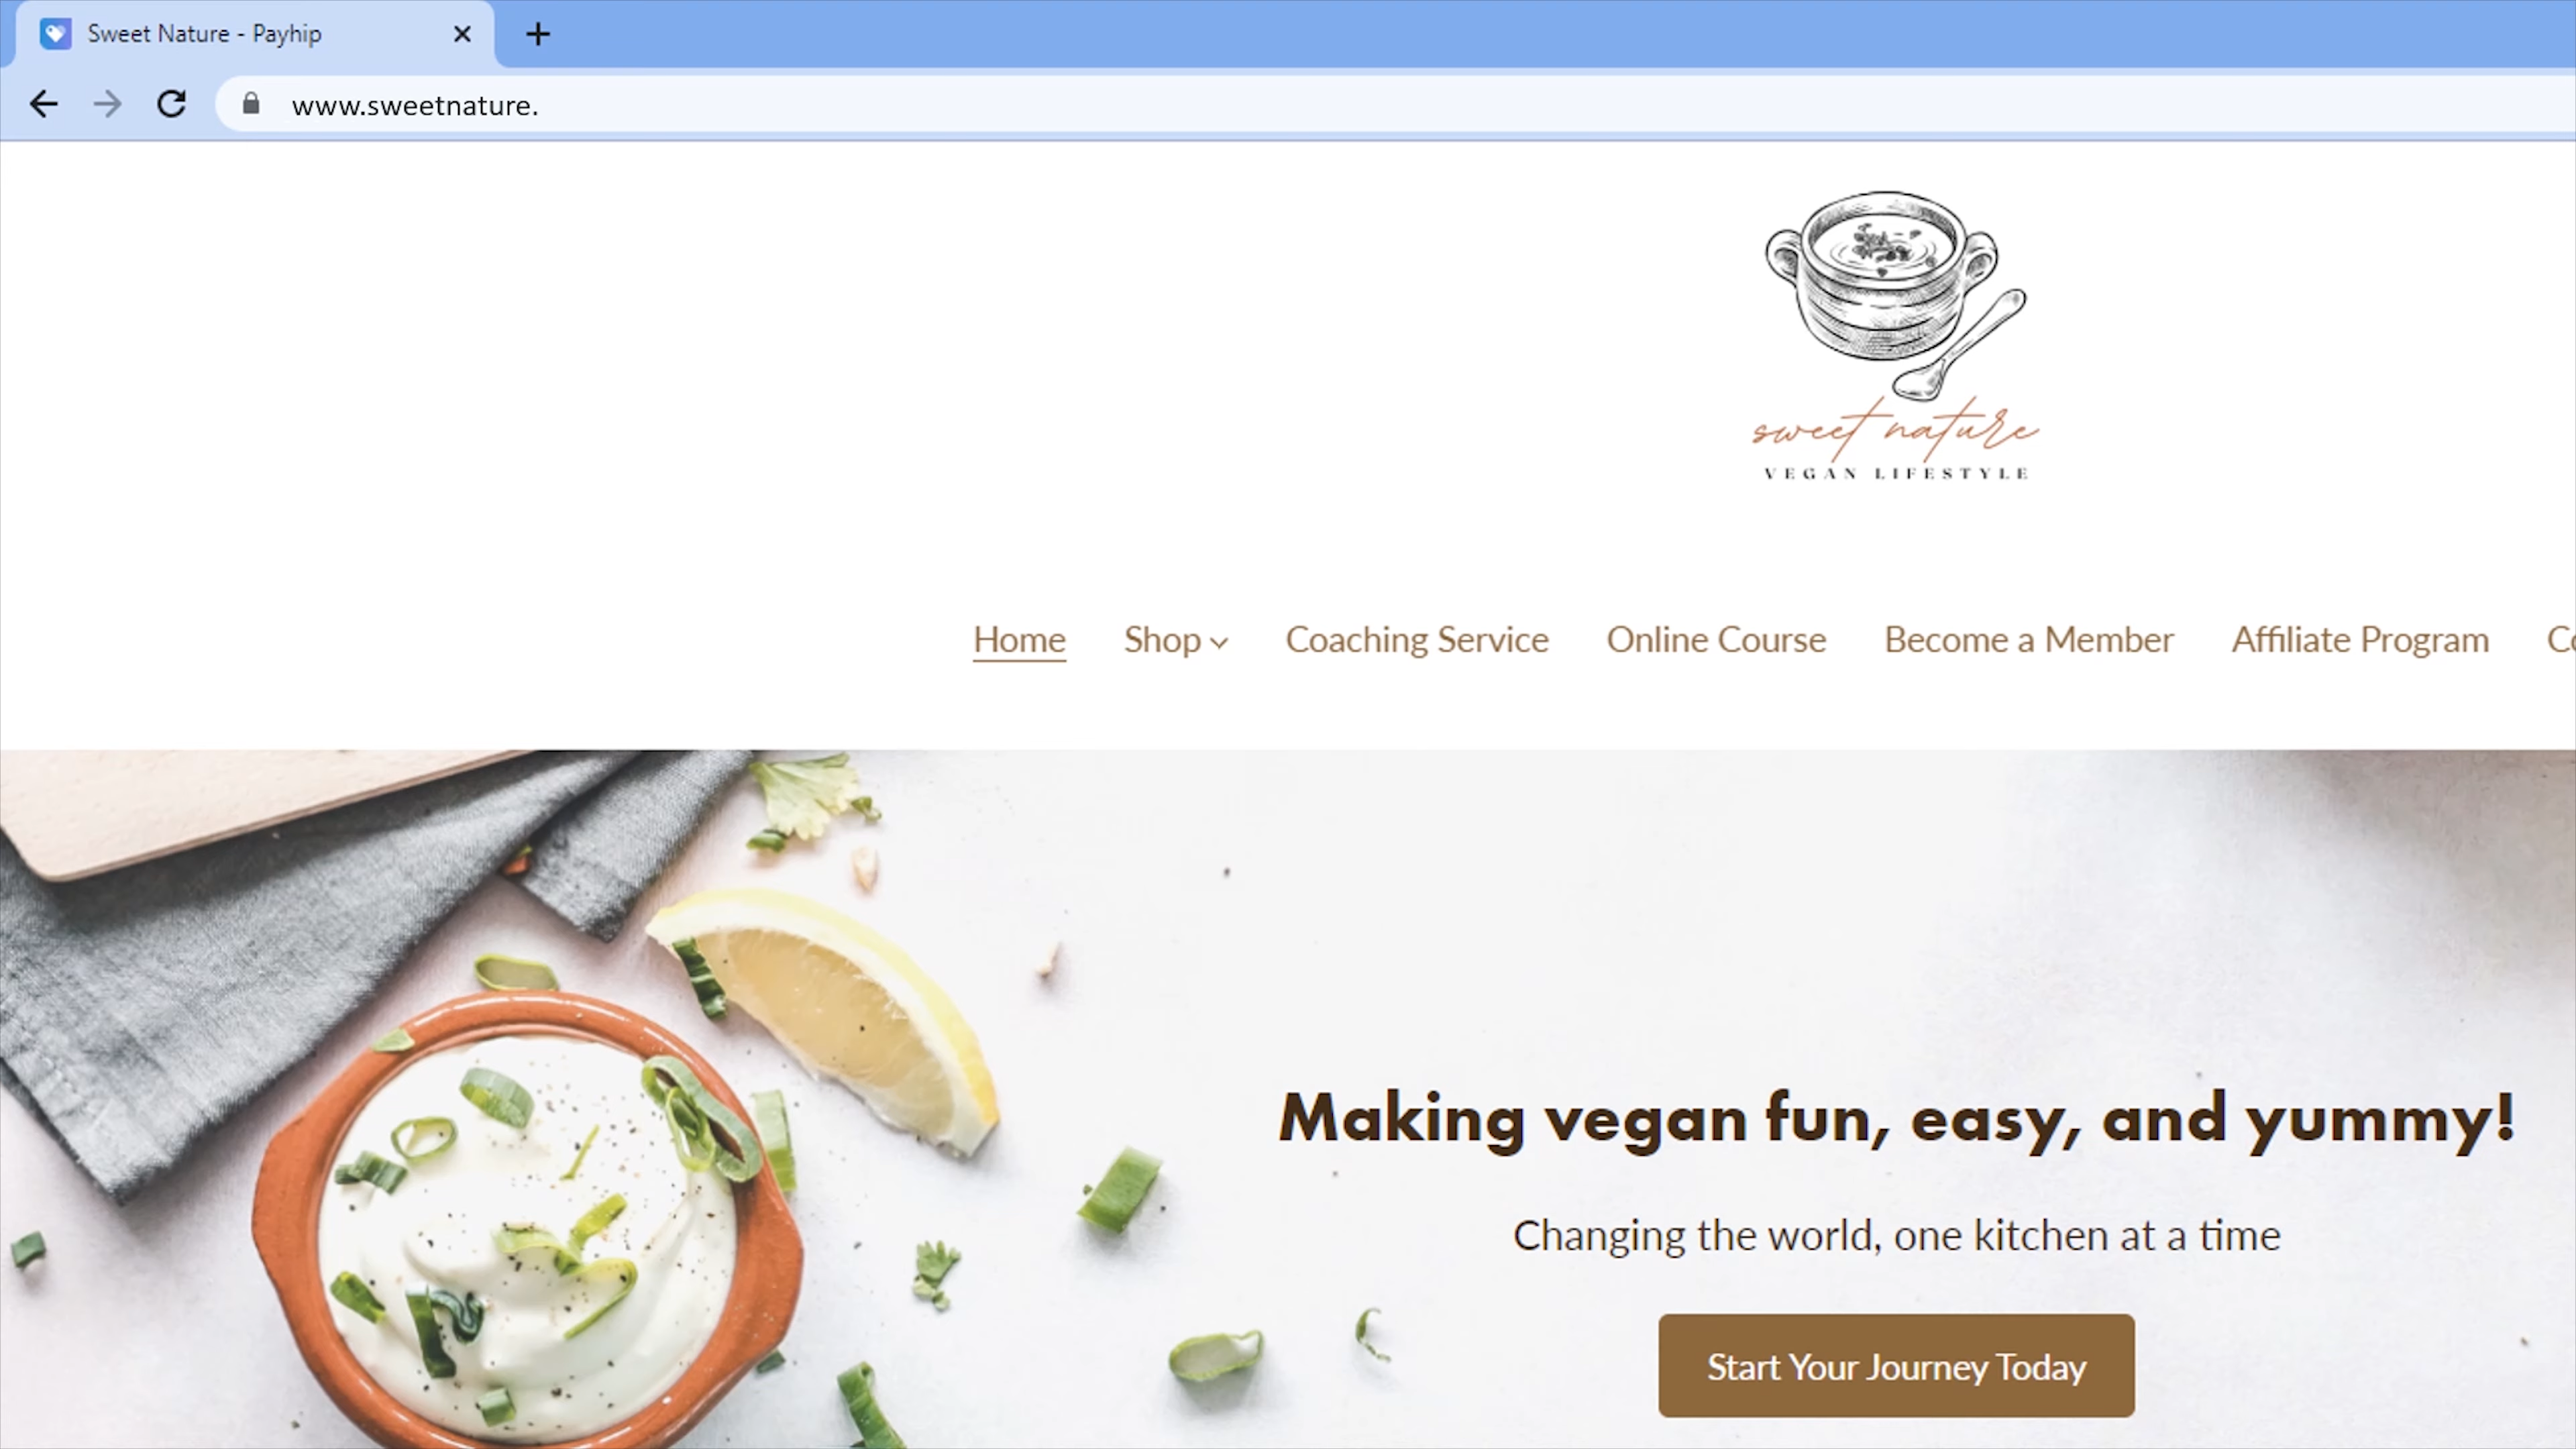 Sweet Nature - Payhip
www.sweetnature.
sweet nature
VEGAN LIFESTYLE
Home Shop Coaching Service Online Course Become a Member Affiliate Program
Making vegan fun, easy, and yummy!
Changing the world, one kitchen at a time
Start Your Journey Today